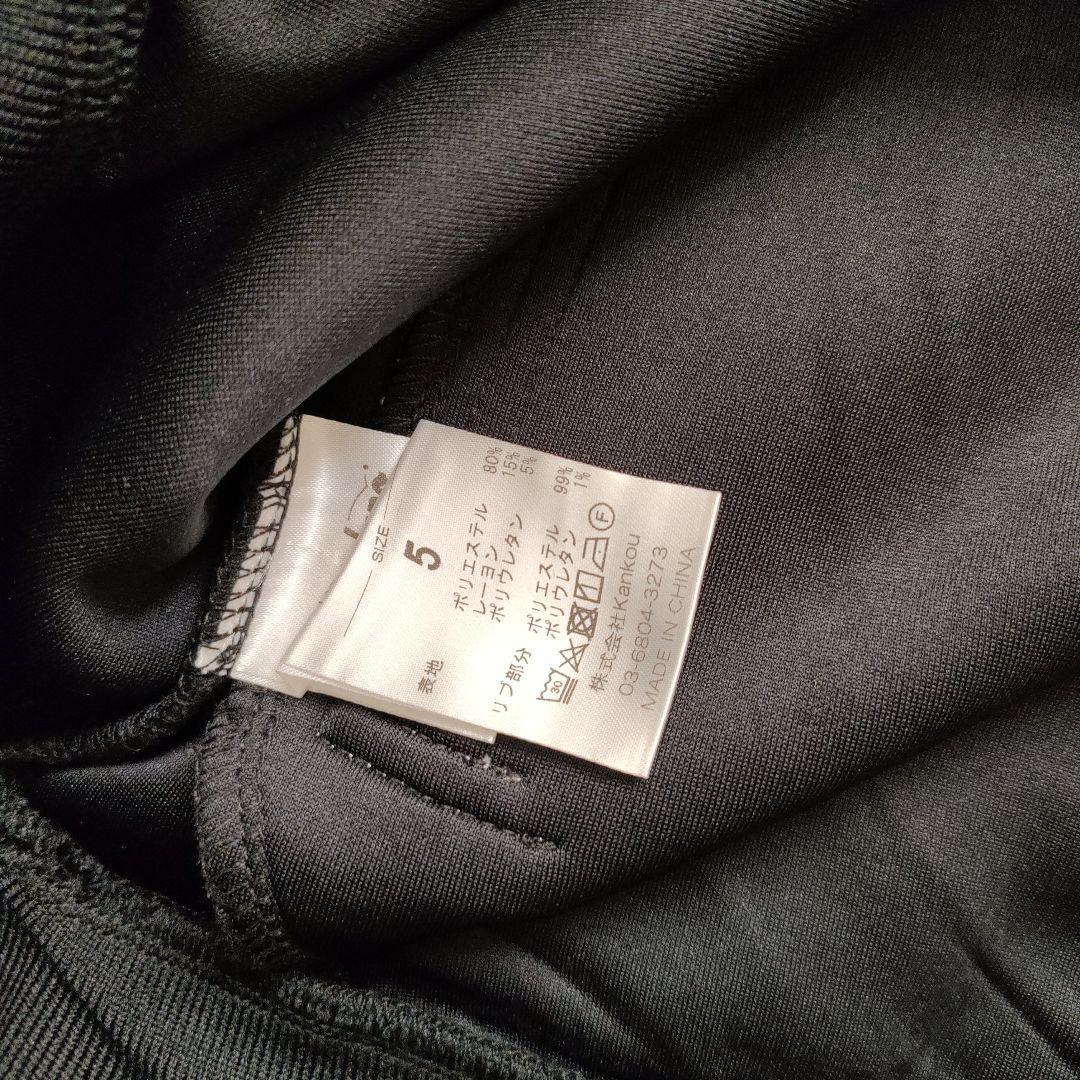 SIZE
5
表地
ポリエステル 80%
レーヨン 15%
ポリウレタン 5%
リブ部分
ポリエステル 99%
ポリウレタン 1%
30
F
株式会社Kankou
03-6804-3273
MADE IN CHINA